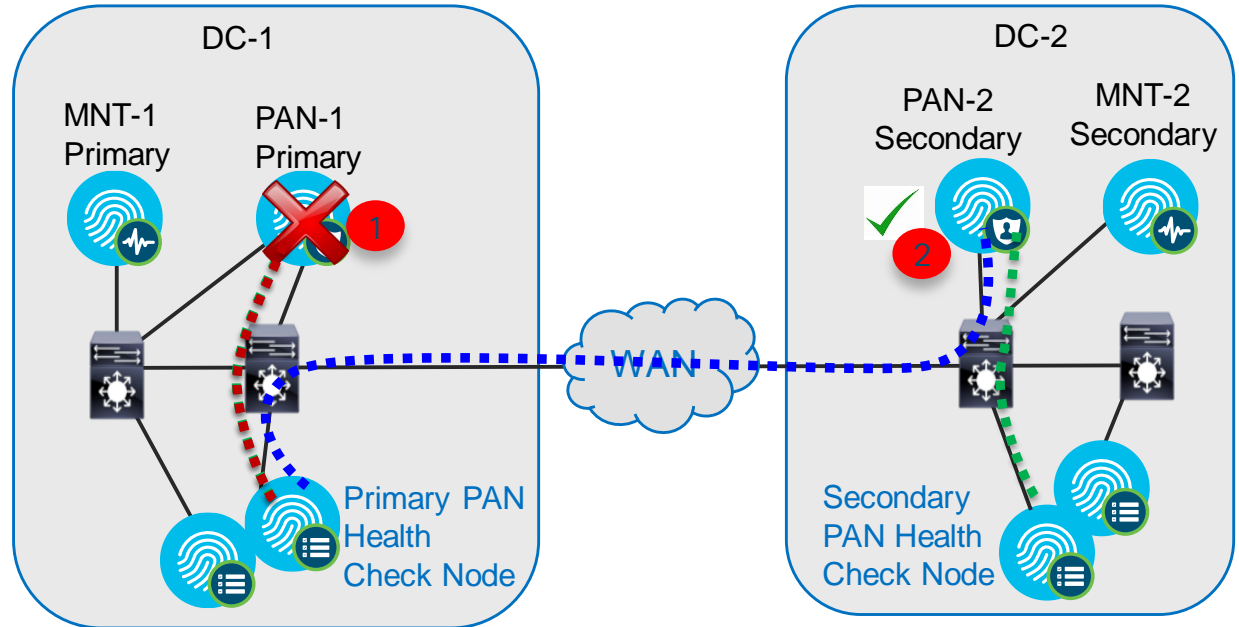 DC-1
MNT-1
Primary
PAN-1
Primary
1
Primary PAN
Health
Check Node
WAN
DC-2
PAN-2
Secondary
MNT-2
Secondary
2
Secondary
PAN Health
Check Node